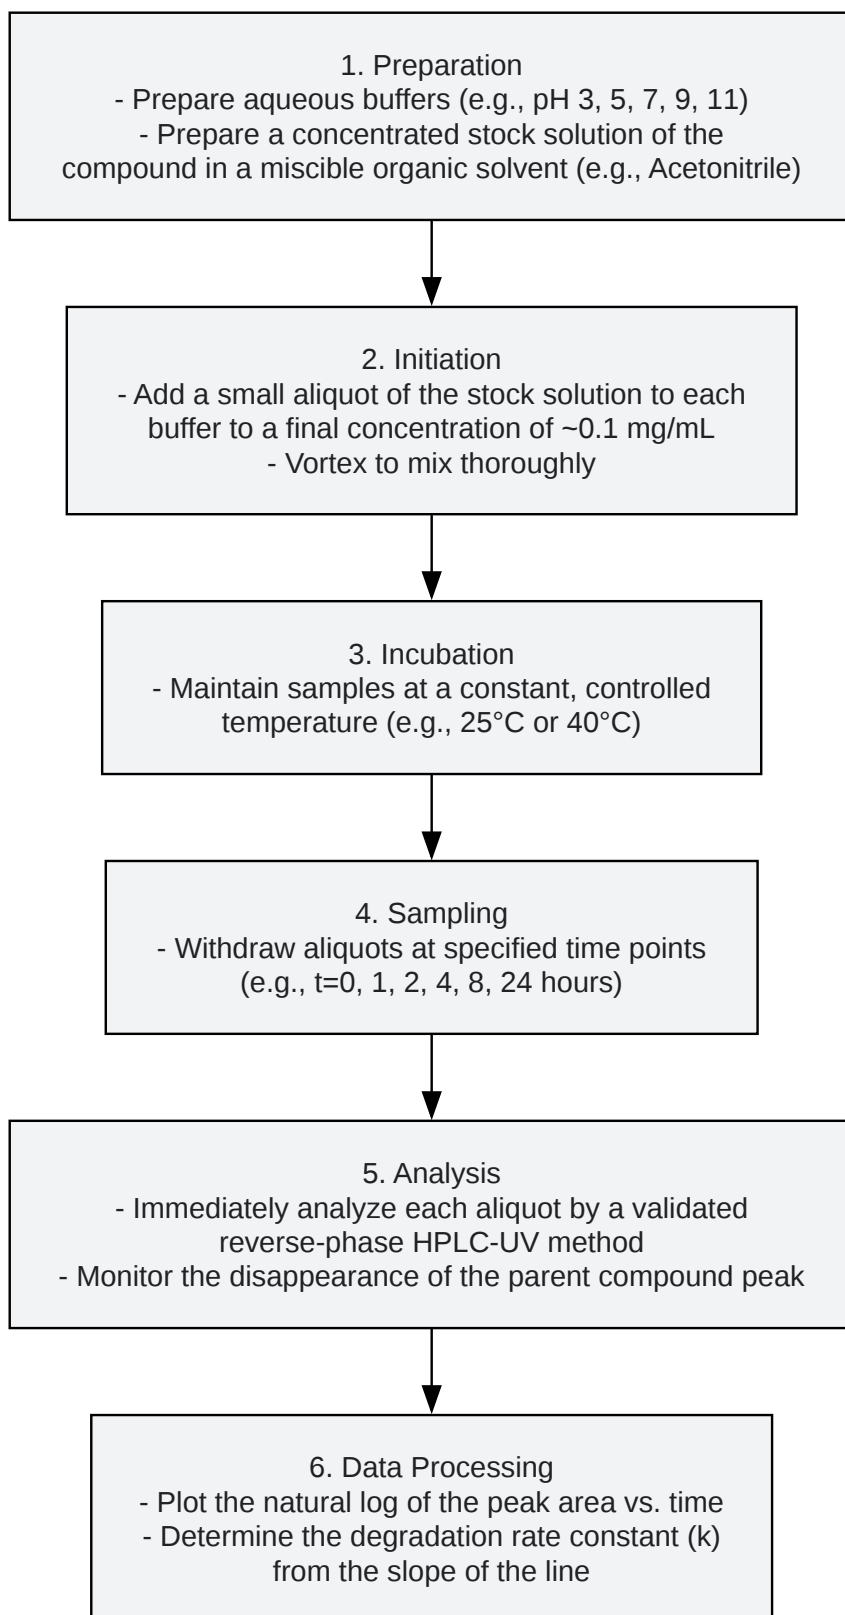 1. Preparation
- Prepare aqueous buffers (e.g., pH 3, 5, 7, 9, 11)
- Prepare a concentrated stock solution of the
compound in a miscible organic solvent (e.g., Acetonitrile)
2. Initiation
- Add a small aliquot of the stock solution to each
buffer to a final concentration of ~0.1 mg/mL
- Vortex to mix thoroughly
3. Incubation
- Maintain samples at a constant, controlled
temperature (e.g., 25°C or 40°C)
4. Sampling
- Withdraw aliquots at specified time points
(e.g., t=0, 1, 2, 4, 8, 24 hours)
5. Analysis
- Immediately analyze each aliquot by a validated
reverse-phase HPLC-UV method
- Monitor the disappearance of the parent compound peak
6. Data Processing
- Plot the natural log of the peak area vs. time
- Determine the degradation rate constant (k)
from the slope of the line